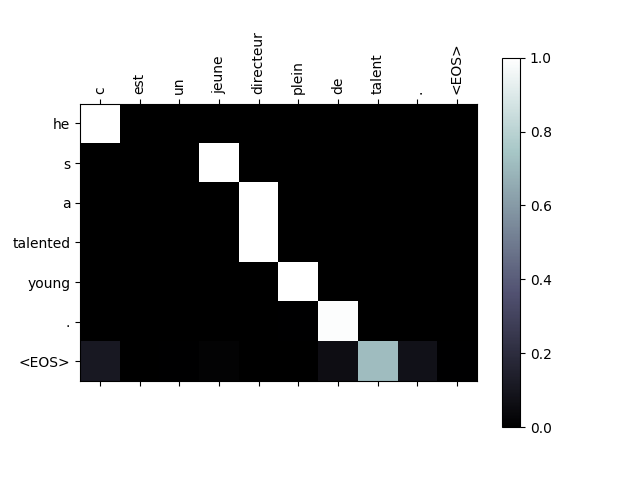 c est un jeune directeur plein de talent . <EOS>
he
s
a
talented
young
.
<EOS>
1.0
0.8
0.6
0.4
0.2
0.0